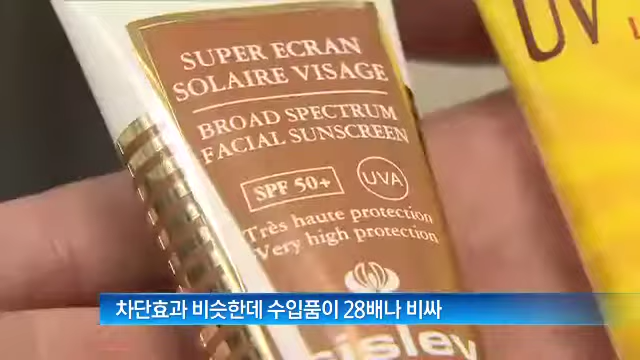 SUPER ECRAN
SOLAIRE VISAGE
BROAD SPECTRUM
FACIAL SUNSCREEN
SPF 50+
UVA
Très haute protection
Very high protection
sisley
UV
차단효과 비슷한데 수입품이 28배나 비싸